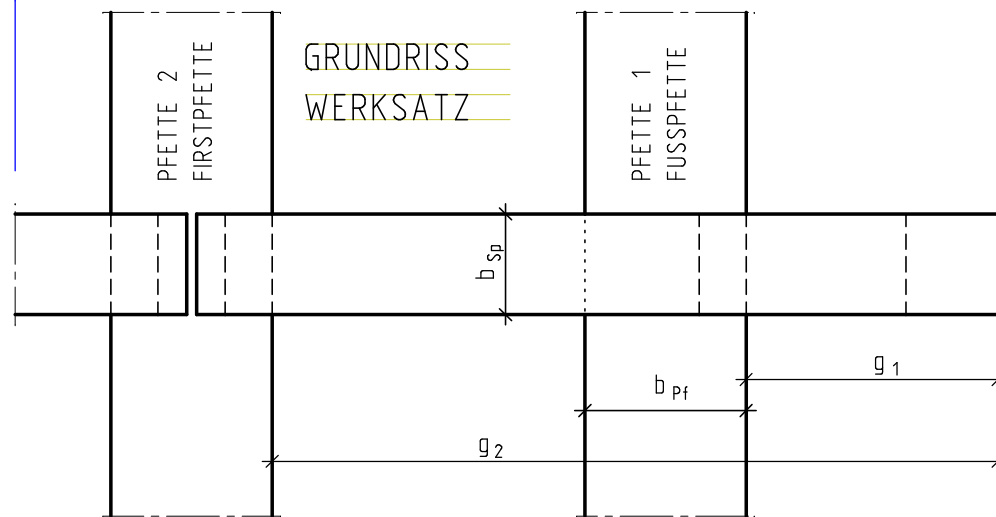 GRUNDRISS
WERKSATZ
PFETTE 2
FIRSTPFETTE
PFETTE 1
FUSSPFETTE
b Sp
g 1
b Pf
g 2